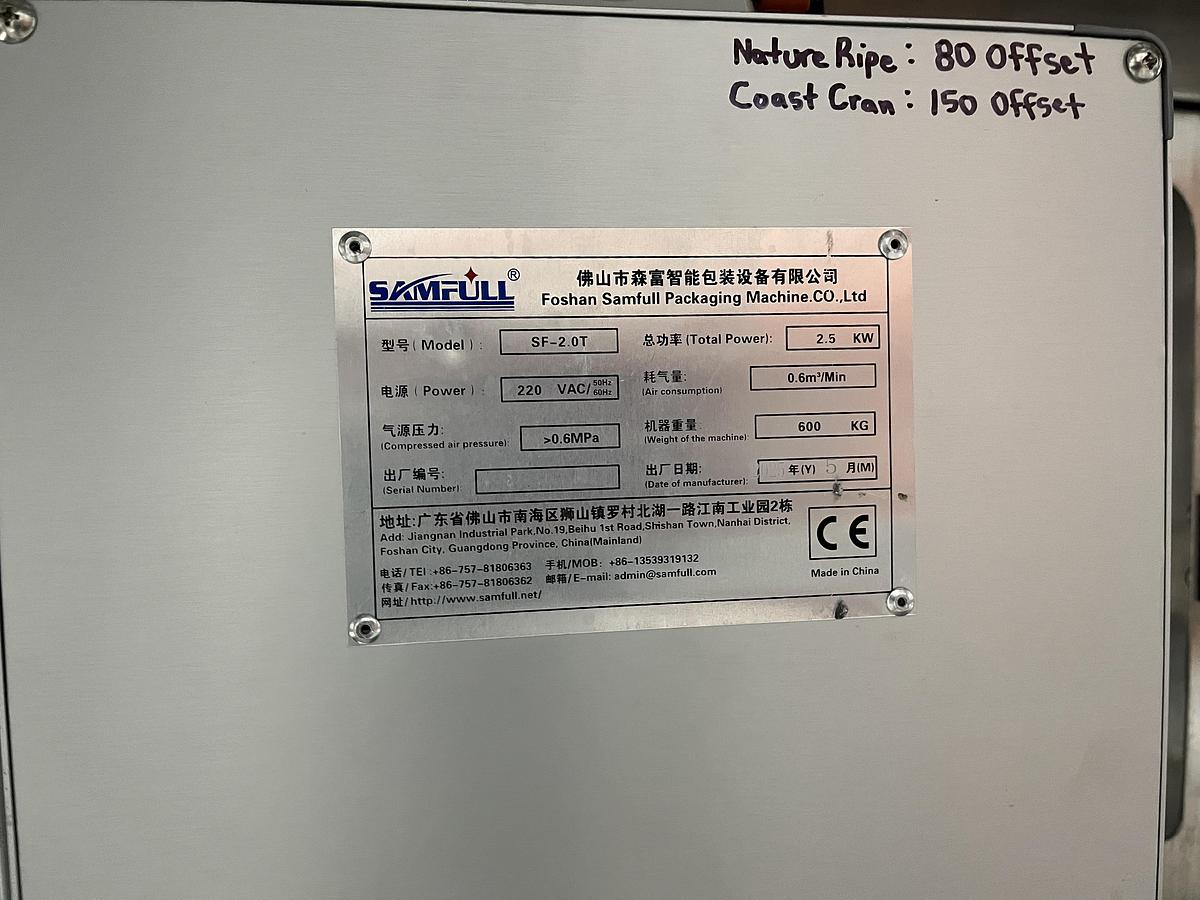 Nature Ripe: 80 Offset
Coast Cran: 150 Offset
SAMFULL®
佛山市森富智能包装设备有限公司
Foshan Samfull Packaging Machine.CO.,Ltd
型号(Model): SF-2.0T
总功率(Total Power): 2.5 KW
电源(Power): 220 VAC/50Hz 60Hz
耗气量: 0.6m³/Min
(Air consumption)
气源压力: >0.6MPa
(Compressed air pressure):
机器重量: 600 KG
(Weight of the machine):
出厂编号:
(Serial Number):
出厂日期: 年(Y) 5 月(M)
(Date of manufacturer):
地址:广东省佛山市南海区狮山镇罗村北湖一路江南工业园2栋
Add: Jiangnan Industrial Park,No.19,Beihu 1st Road,Shishan Town,Nanhai District,
Foshan City, Guangdong Province, China(Mainland)
电话/TEl:+86-757-81806363 手机/MOB: +86-13539319132
传真/Fax:+86-757-81806362 邮箱/E-mail: admin@samfull.com
网址/http://www.samfull.net/
CE
Made in China